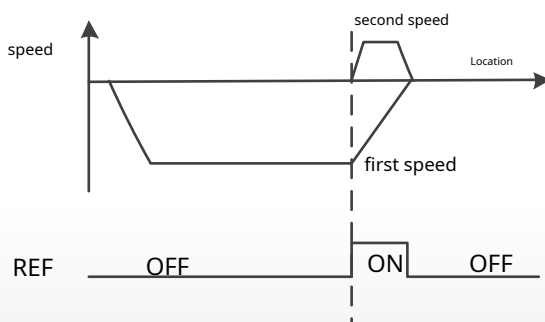 second speed
speed
Location
first speed
REF
OFF
ON
OFF